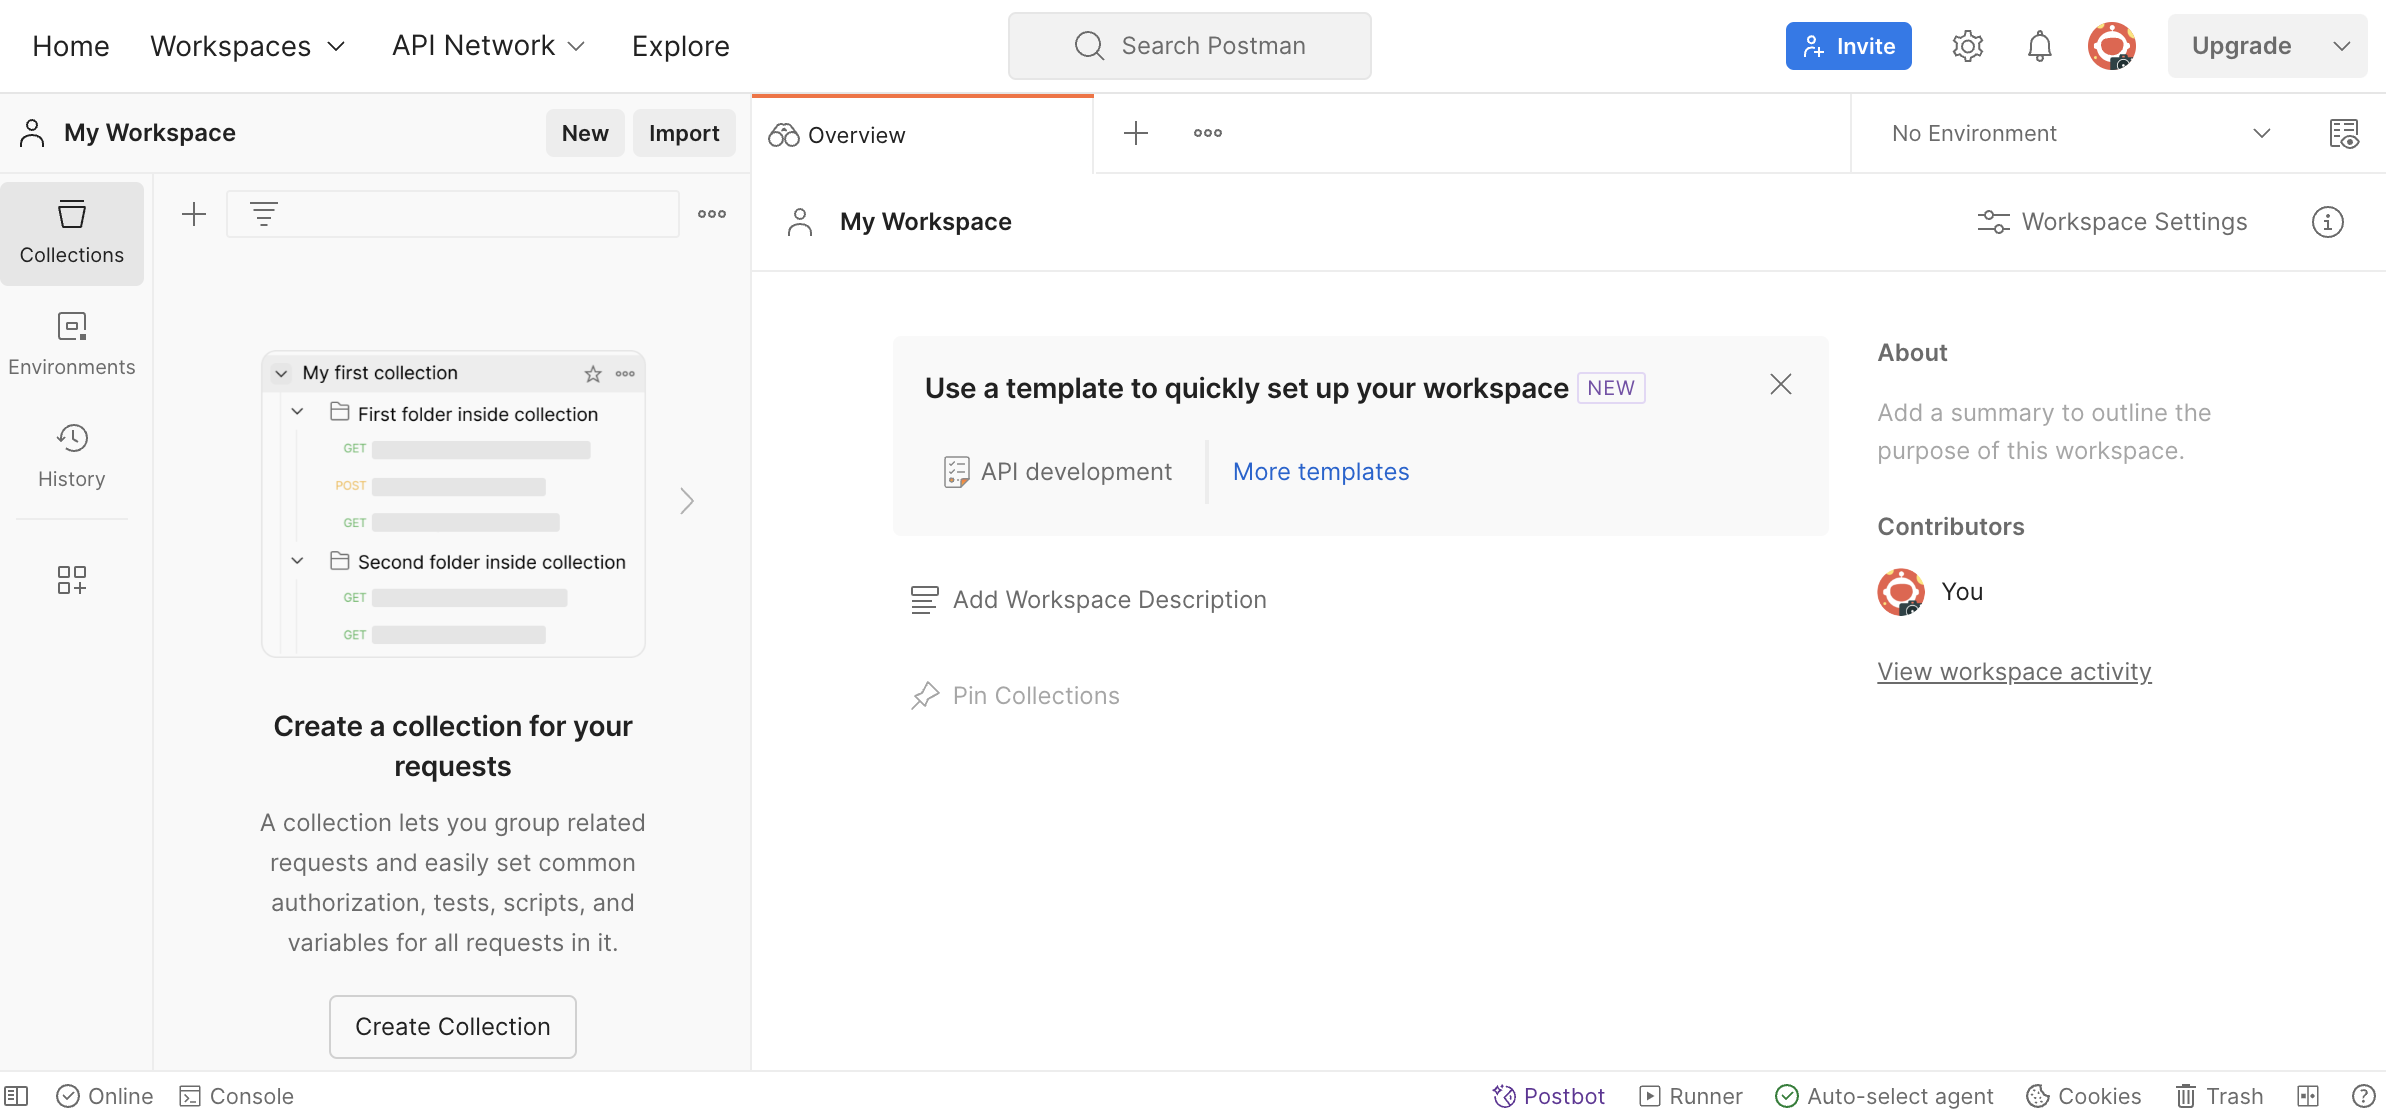 Home
Workspaces
API Network
Explore
Search Postman
Invite
Upgrade
My Workspace
New
Import
Overview
No Environment
Collections
Environments
History
My first collection
First folder inside collection
GET
POST
GET
Second folder inside collection
GET
GET
Create a collection for your
requests
A collection lets you group related
requests and easily set common
authorization, tests, scripts, and
variables for all requests in it.
Create Collection
My Workspace
Workspace Settings
Use a template to quickly set up your workspace NEW
API development
More templates
Add Workspace Description
Pin Collections
About
Add a summary to outline the
purpose of this workspace.
Contributors
You
View workspace activity
Online
Console
Postbot
Runner
Auto-select agent
Cookies
Trash